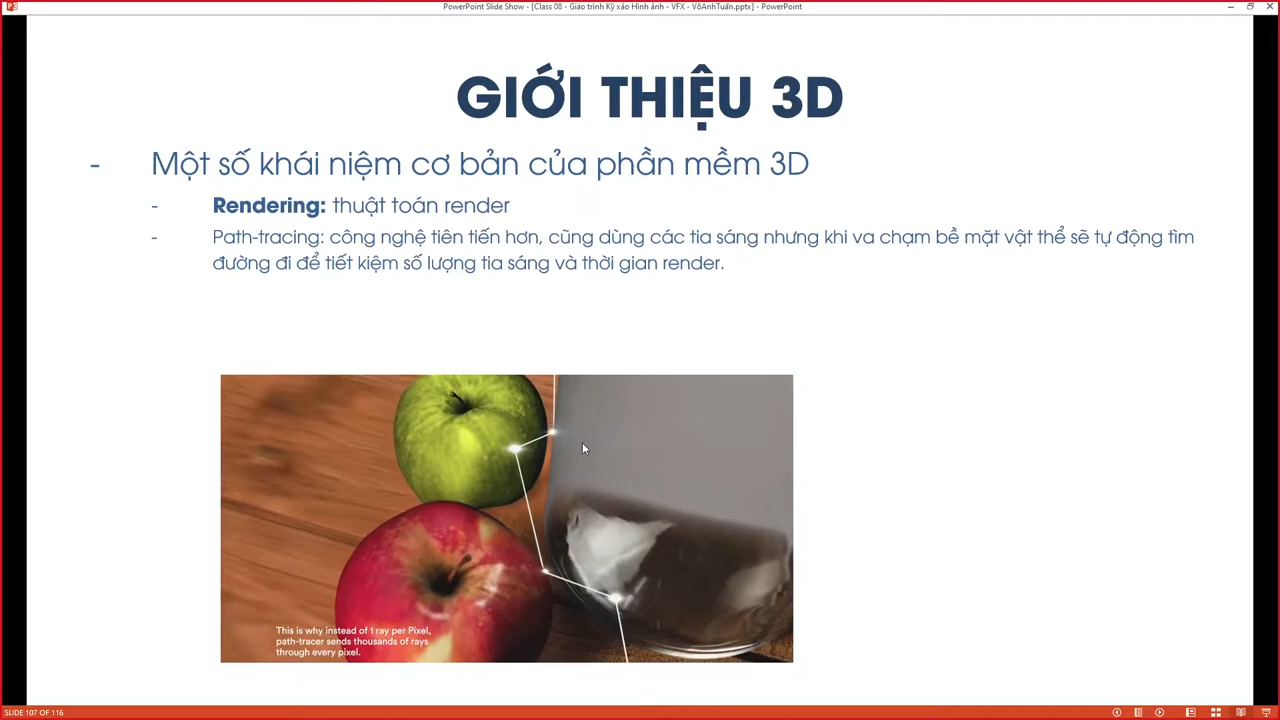 PowerPoint Slide Show - [Class 08 - Giáo trình Kỹ xảo Hình ảnh - VFX - VõAnhTuấn.pptx] - PowerPoint
GIỚI THIỆU 3D
- Một số khái niệm cơ bản của phần mềm 3D
- Rendering: thuật toán render
- Path-tracing: công nghệ tiên tiến hơn, cũng dùng các tia sáng nhưng khi va chạm bề mặt vật thể sẽ tự động tìm
đường đi để tiết kiệm số lượng tia sáng và thời gian render.
This is why instead of 1 ray per Pixel,
path-tracer sends thousands of rays
through every pixel.
SLIDE 107 OF 116